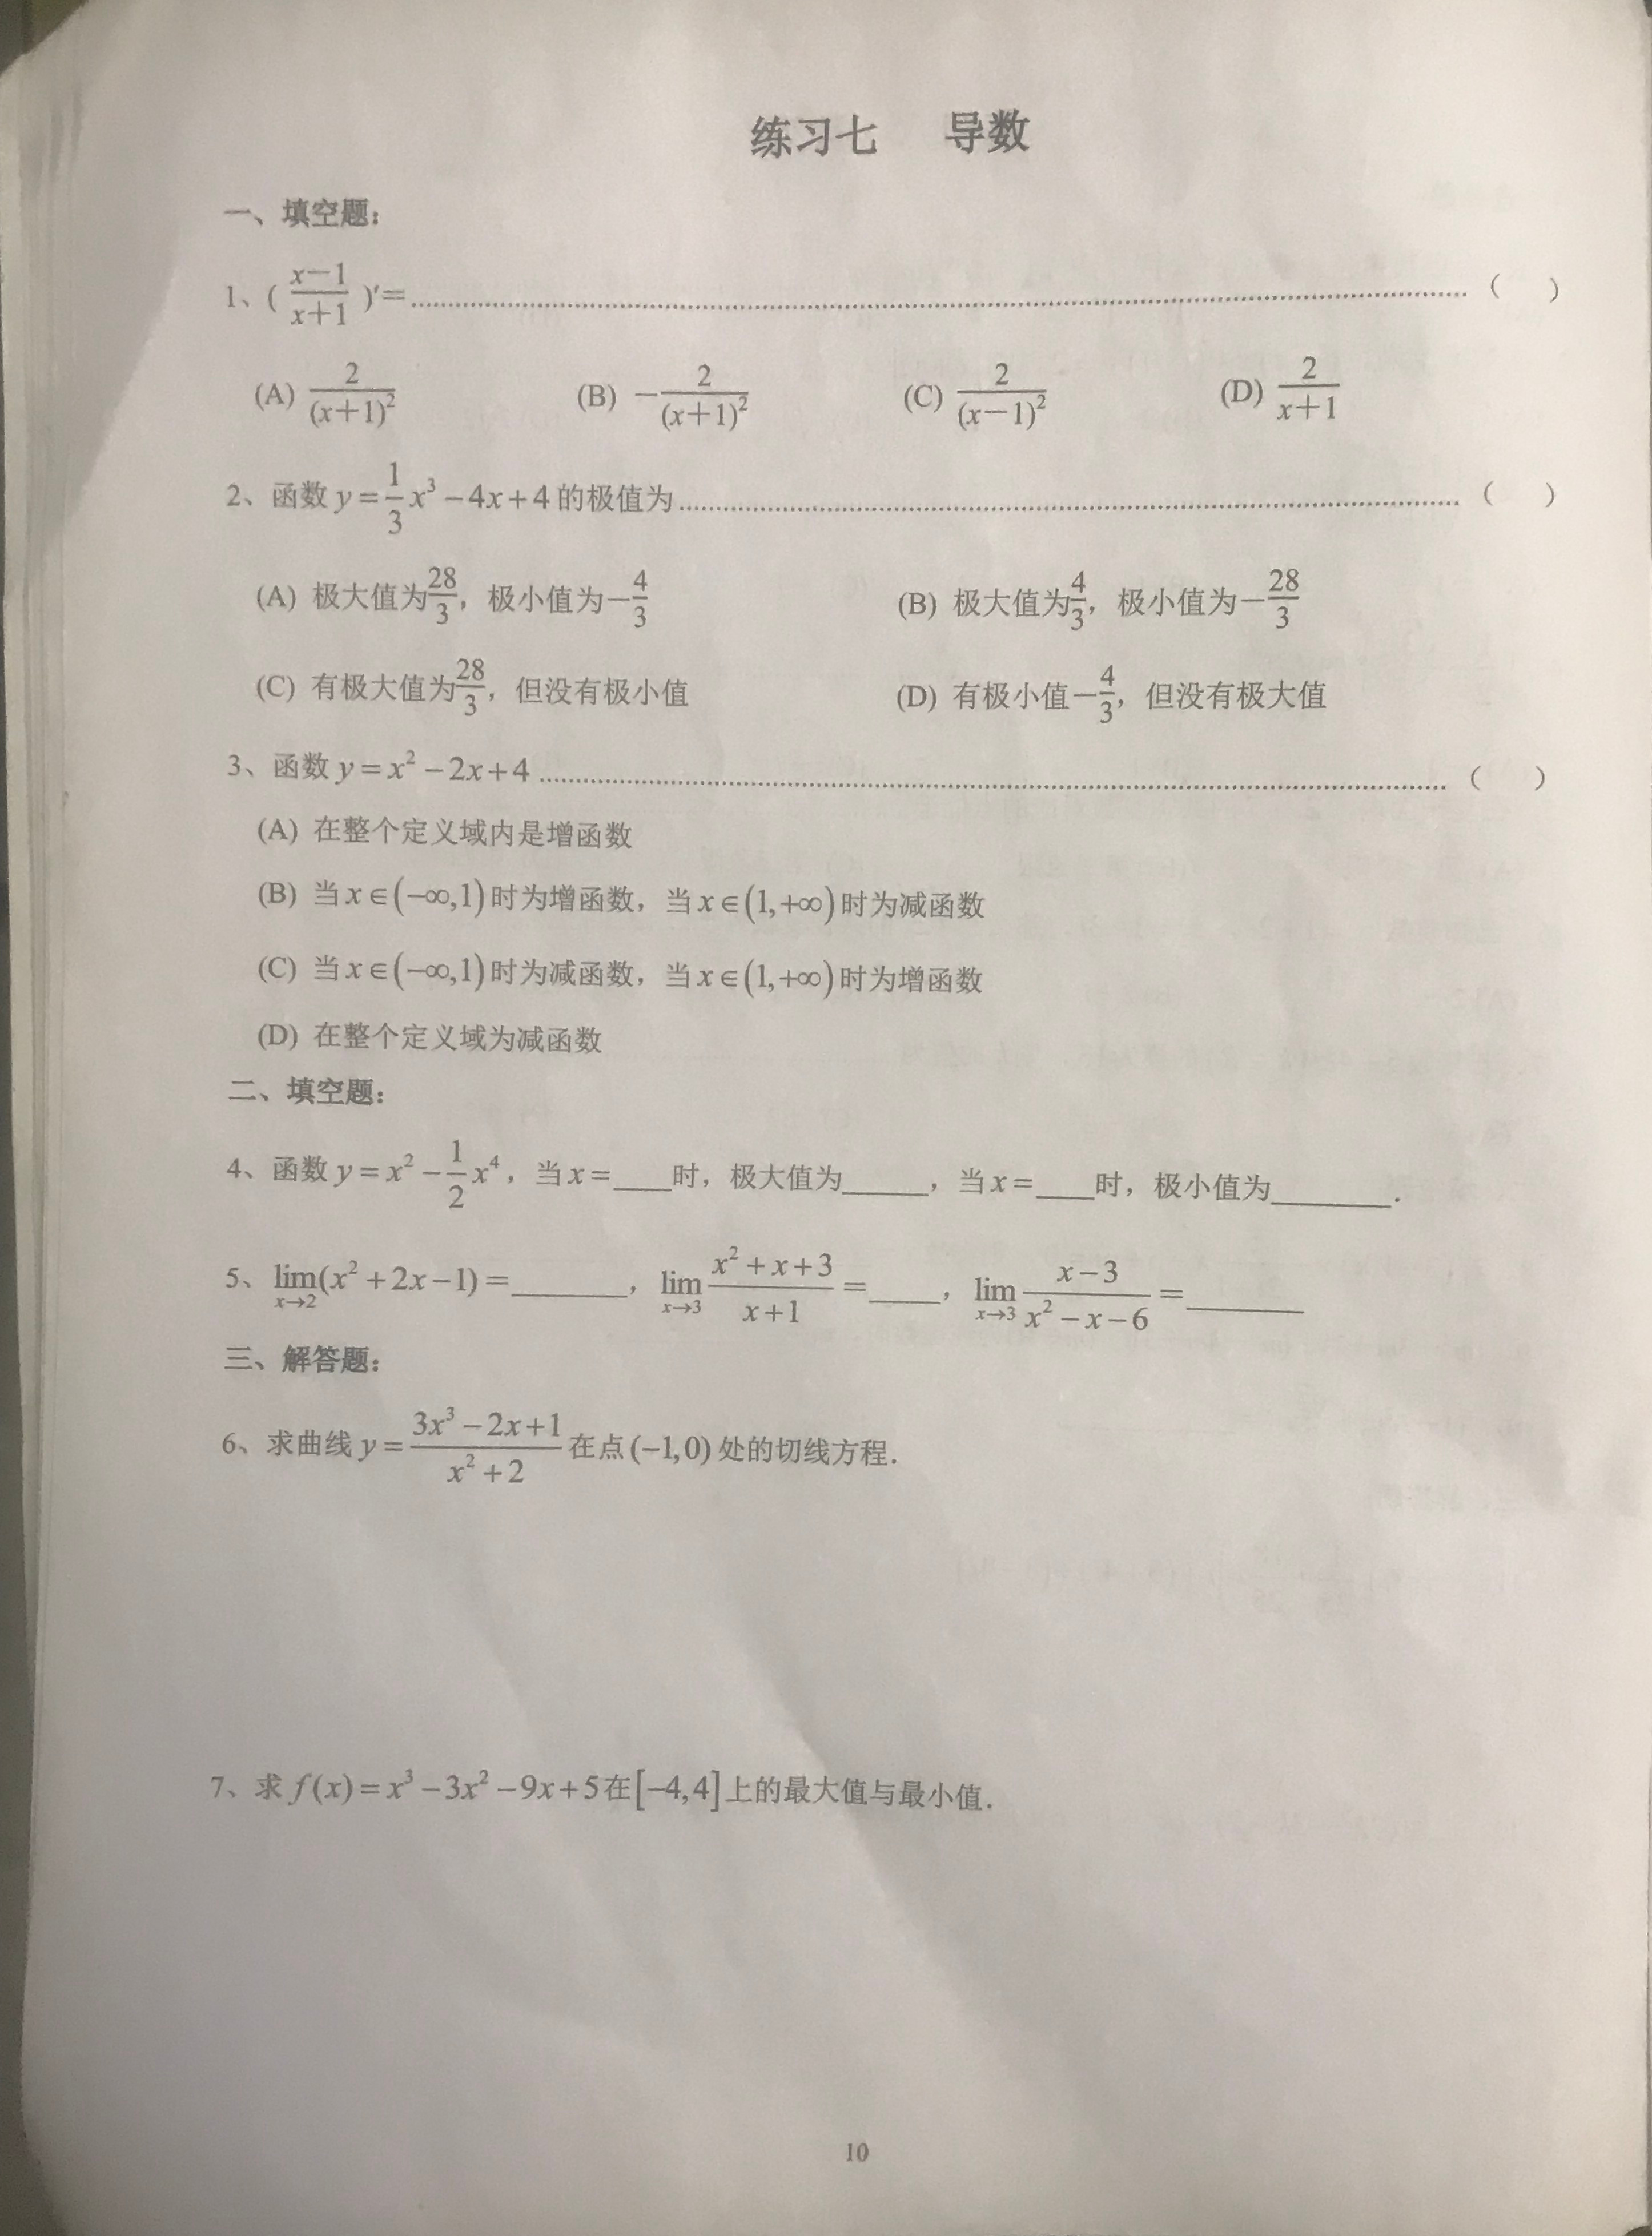 练习七 导数
一、填空题:
1、( \frac{x-1}{x+1} )'=……………………( )
(A) \frac{2}{(x+1)^2} (B) -\frac{2}{(x+1)^2} (C) \frac{2}{(x-1)^2} (D) \frac{2}{x+1}
2、函数 y=\frac{1}{3}x^3-4x+4 的极值为……………………( )
(A) 极大值为\frac{28}{3}, 极小值为-\frac{4}{3} (B) 极大值为\frac{4}{3}, 极小值为-\frac{28}{3}
(C) 有极大值为\frac{28}{3}, 但没有极小值 (D) 有极小值-\frac{4}{3}, 但没有极大值
3、函数 y=x^2-2x+4……………………( )
(A) 在整个定义域内是增函数
(B) 当 x∈(-∞,1) 时为增函数, 当 x∈(1,+∞) 时为减函数
(C) 当 x∈(-∞,1) 时为减函数, 当 x∈(1,+∞) 时为增函数
(D) 在整个定义域为减函数
二、填空题:
4、函数 y=x^2-\frac{1}{2}x^4, 当 x=____时, 极大值为______, 当 x=____时, 极小值为________.
5、\lim_{x→2}(x^2+2x-1)=________, \lim_{x→3}\frac{x^2+x+3}{x+1}=_____, \lim_{x→3}\frac{x-3}{x^2-x-6}=________
三、解答题:
6、求曲线 y=\frac{3x^3-2x+1}{x^2+2} 在点(-1,0) 处的切线方程.
7、求 f(x)=x^3-3x^2-9x+5在[-4,4]上的最大值与最小值.
10